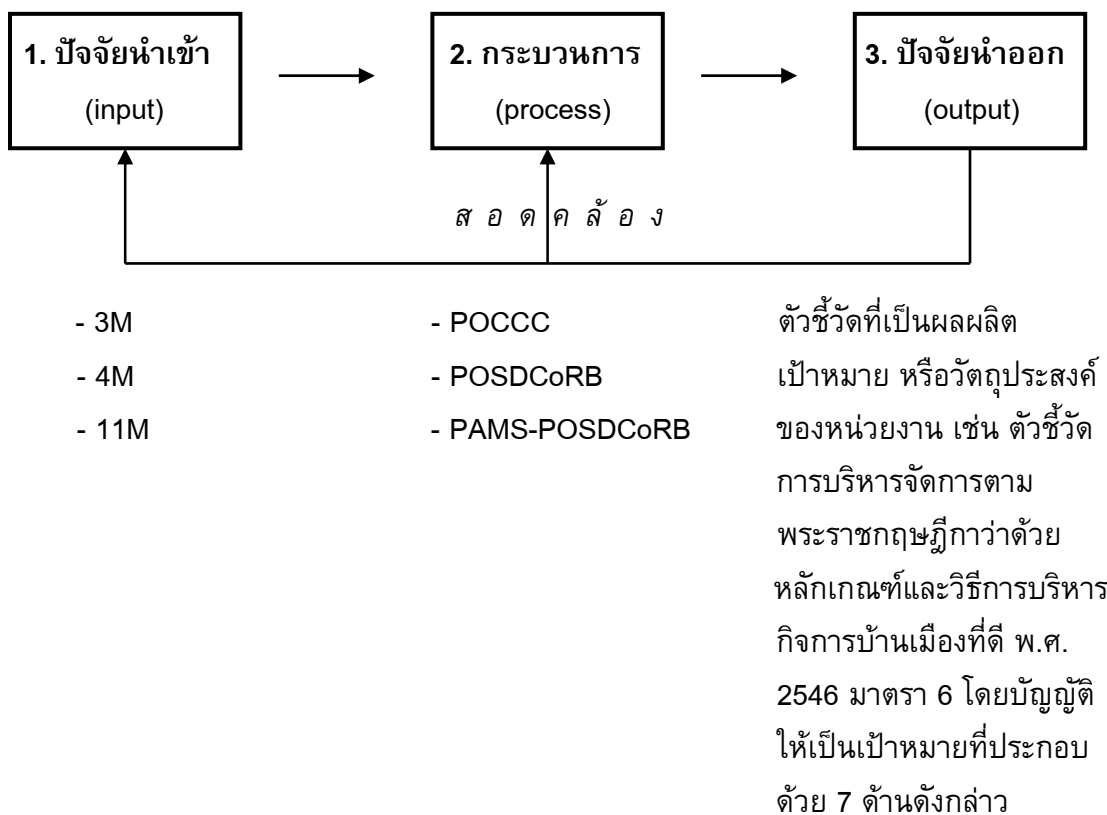 1. ปัจจัยนำเข้า
(input)
2. กระบวนการ
(process)
3. ปัจจัยนำออก
(output)
ส อ ด ค ล้ อ ง
- 3M
- 4M
- 11M
- POCCC
- POSDCoRB
- PAMS-POSDCoRB
ตัวชี้วัดที่เป็นผลผลิต
เป้าหมาย หรือวัตถุประสงค์
ของหน่วยงาน เช่น ตัวชี้วัด
การบริหารจัดการตาม
พระราชกฤษฎีกาว่าด้วย
หลักเกณฑ์และวิธีการบริหาร
กิจการบ้านเมืองที่ดี พ.ศ.
2546 มาตรา 6 โดยบัญญัติ
ให้เป็นเป้าหมายที่ประกอบ
ด้วย 7 ด้านดังกล่าว